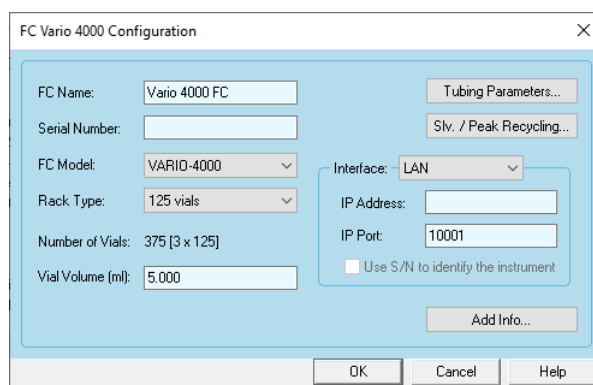 FC Vario 4000 Configuration
FC Name: Vario 4000 FC
Tubing Parameters...
Serial Number:
Slv. / Peak Recycling...
FC Model: VARIO-4000
Interface: LAN
Rack Type: 125 vials
IP Address:
Number of Vials: 375 [3 x 125]
IP Port: 10001
Use S/N to identify the instrument
Vial Volume (ml): 5.000
Add Info...
OK Cancel Help